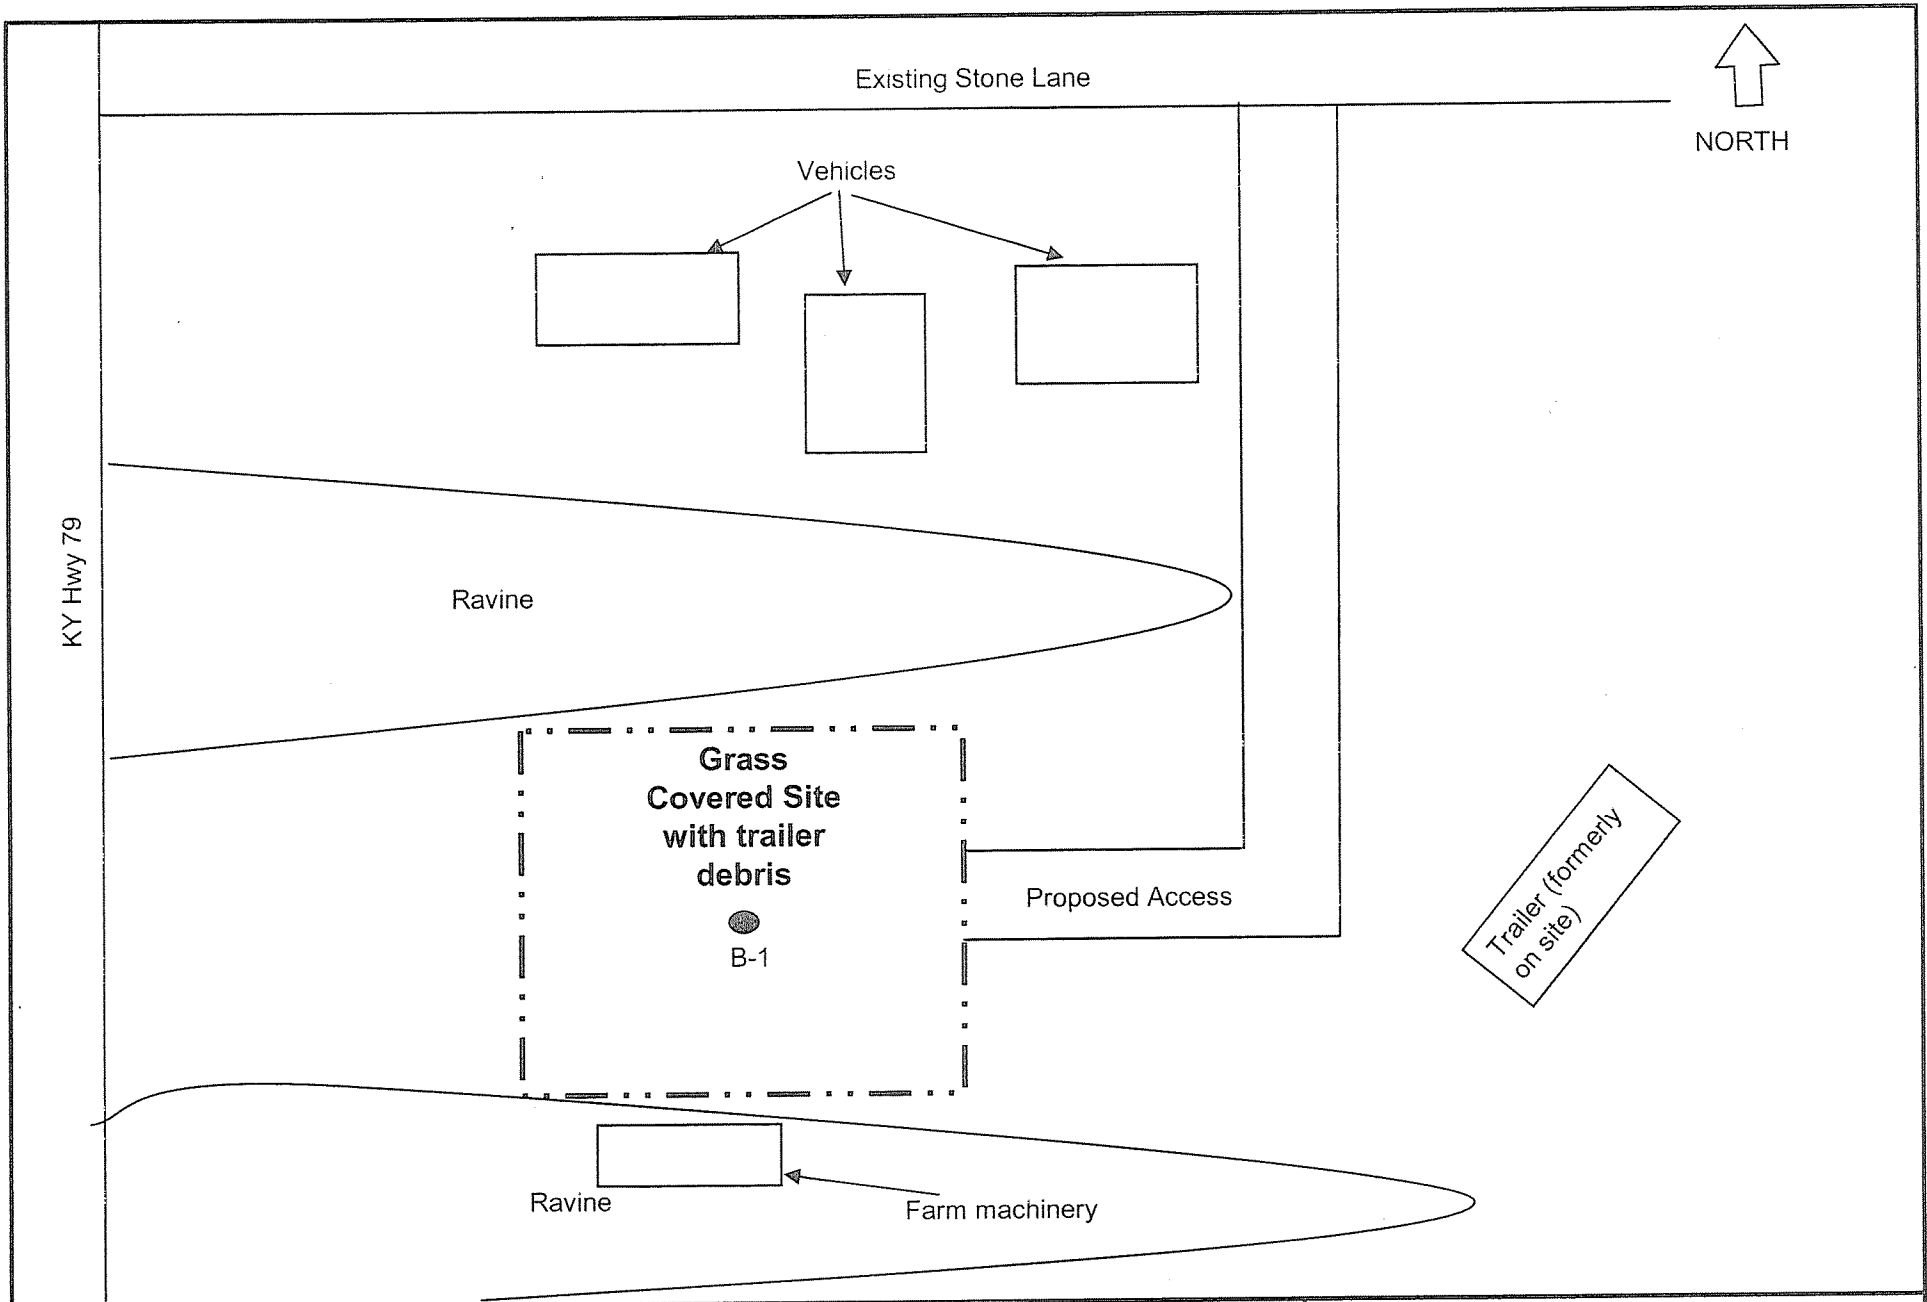 Existing Stone Lane
NORTH
Vehicles
KY Hwy 79
Ravine
Grass
Covered Site
with trailer
debris
B-1
Proposed Access
Trailer (formerly
on site)
Ravine
Farm machinery